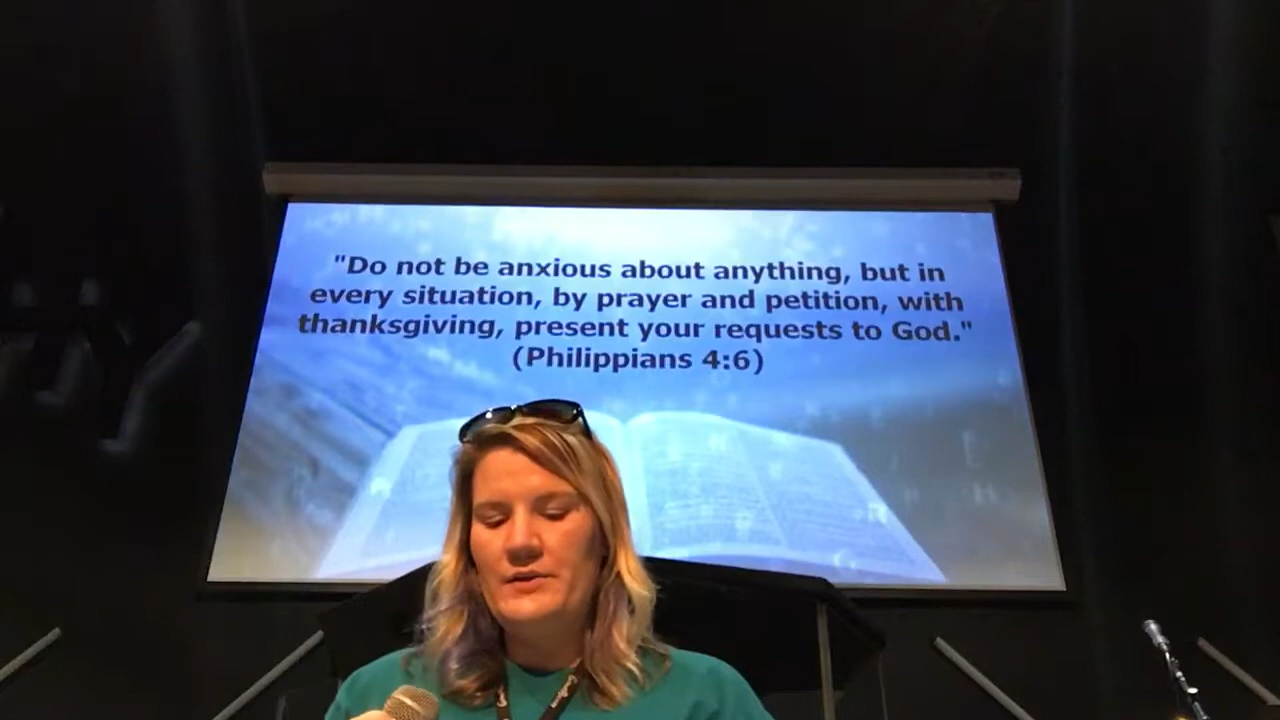 "Do not be anxious about anything, but in
every situation, by prayer and petition, with
thanksgiving, present your requests to God."
(Philippians 4:6)